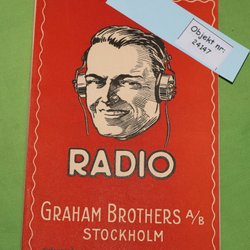 Objekt nr:
24147
RADIO
GRAHAM BROTHERS A/B
STOCKHOLM